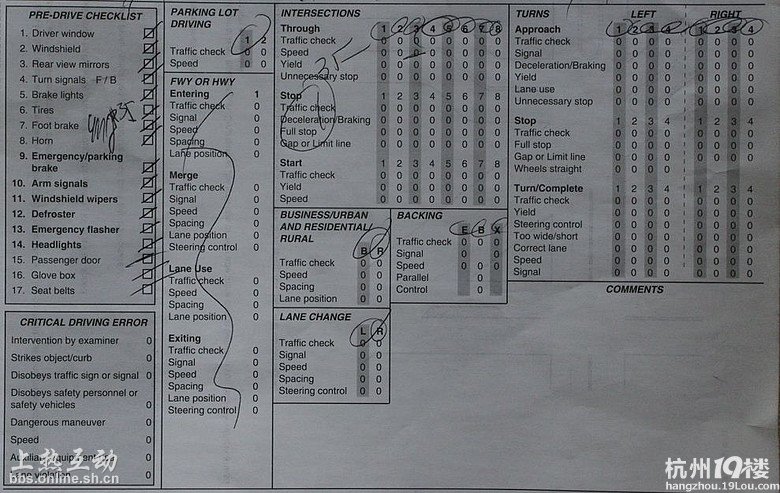 PRE-DRIVE CHECKLIST
1. Driver window
2. Windshield
3. Rear view mirrors
4. Turn signals F / B
5. Brake lights
6. Tires
7. Foot brake
8. Horn
9. Emergency/parking
brake
10. Arm signals
11. Windshield wipers
12. Defroster
13. Emergency flasher
14. Headlights
15. Passenger door
16. Glove box
17. Seat belts
35
CRITICAL DRIVING ERROR
Intervention by examiner 0
Strikes object/curb 0
Disobeys traffic sign or signal 0
Disobeys safety personnel or
safety vehicles 0
Dangerous maneuver 0
Speed 0
Auxiliary equipment use 0
Lane violation 0
PARKING LOT
DRIVING
1 2
Traffic check 0 0
Speed 0 0
FWY OR HWY
Entering 1
Traffic check 0
Signal 0
Speed 0
Spacing 0
Lane position 0
Merge
Traffic check 0
Signal 0
Speed 0
Spacing 0
Lane position 0
Steering control 0
Lane Use
Traffic check 0
Speed 0
Spacing 0
Lane position 0
Exiting
Traffic check 0
Signal 0
Speed 0
Spacing 0
Lane position 0
Steering control 0
INTERSECTIONS
Through 1 2 3 4 5 6 7 8
Traffic check 0 0 0 0 0 0 0 0
Speed 0 0 0 0 0 0 0 0
Yield 0 0 0 0 0 0 0
Unnecessary stop 0 0 0 0 0 0 0
35
Stop 1 2 3 4 5 6 7 8
Traffic check 0 0 0 0 0 0 0 0
Deceleration/Braking 0 0 0 0 0 0 0 0
Full stop 0 0 0 0 0 0 0 0
Gap or Limit line 0 0 0 0 0 0 0 0
Start 1 2 3 4 5 6 7 8
Traffic check 0 0 0 0 0 0 0 0
Yield 0 0 0 0 0 0 0 0
Speed 0 0 0 0 0 0 0 0
BUSINESS/URBAN
AND RESIDENTIAL/
RURAL
B R
Traffic check 0 0
Speed 0 0
Spacing 0 0
Lane position 0 0
BACKING
E B X
Traffic check 0 0 0
Signal 0 0
Speed 0 0 0
Parallel 0
Control 0 0
LANE CHANGE
L R
Traffic check 0 0
Signal 0 0
Speed 0 0
Spacing 0 0
Steering control 0 0
TURNS LEFT RIGHT
Approach 1 2 3 4 1 2 3 4
Traffic check 0 0 0 0 0 0 0 0
Signal 0 0 0 0 0 0 0 0
Deceleration/Braking 0 0 0 0 0 0 0 0
Yield 0 0 0 0 0 0 0 0
Lane use 0 0 0 0 0 0 0 0
Unnecessary stop 0 0 0 0 0 0 0 0
Stop 1 2 3 4 1 2 3 4
Traffic check 0 0 0 0 0 0 0 0
Full stop 0 0 0 0 0 0 0 0
Gap or Limit line 0 0 0 0 0 0 0 0
Wheels straight 0 0 0 0
Turn/Complete 1 2 3 4 1 2 3 4
Traffic check 0 0 0 0 0 0 0 0
Yield 0 0 0 0 0 0 0 0
Steering control 0 0 0 0 0 0 0 0
Too wide/short 0 0 0 0 0 0 0 0
Correct lane 0 0 0 0 0 0 0 0
Speed 0 0 0 0 0 0 0 0
Signal 0 0 0 0 0 0 0 0
COMMENTS
上热互动
bbs.online.sh.cn
杭州19楼
hangzhou.19Lou.com